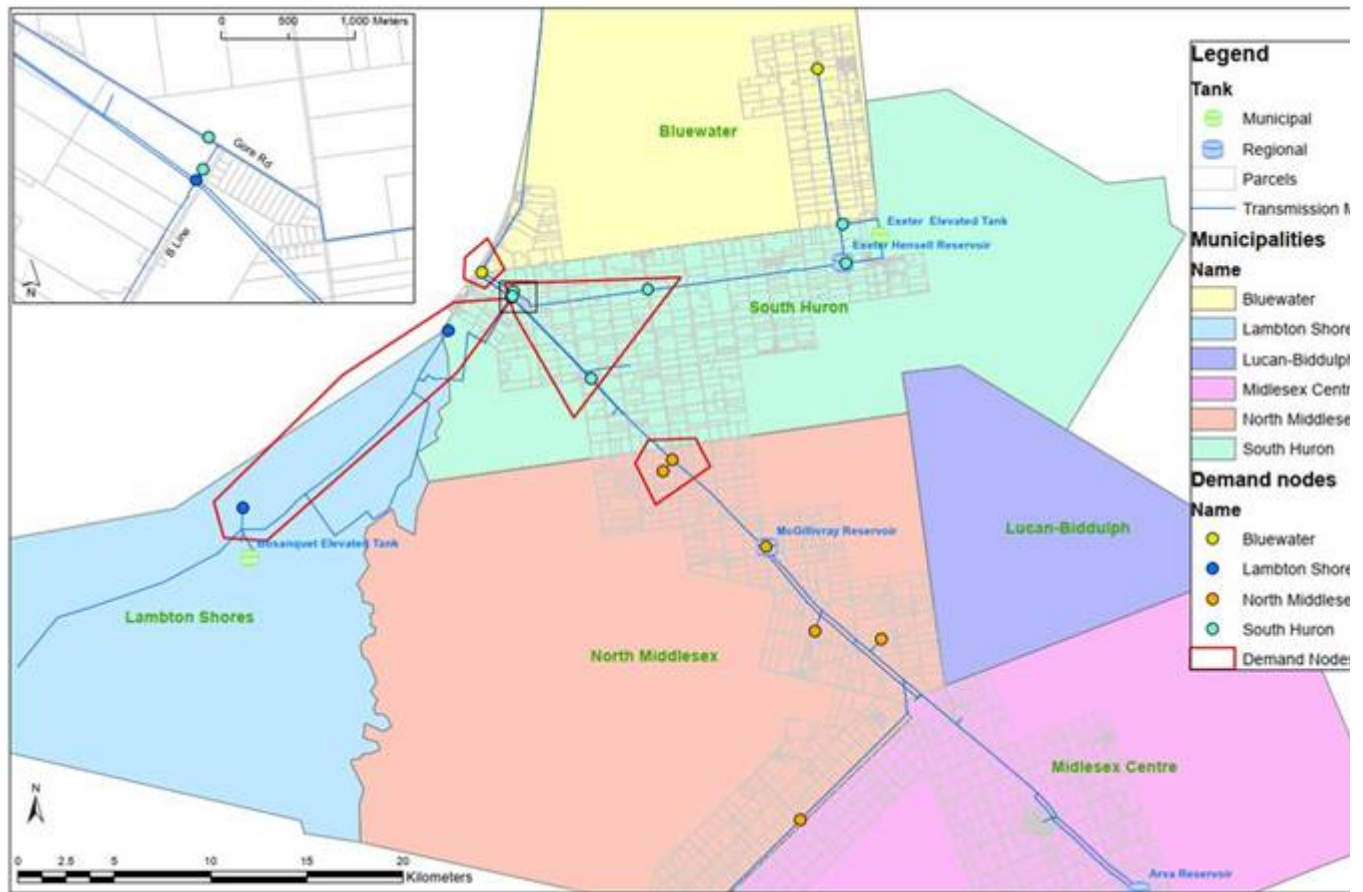 0 500 1,000 Meters
Gore Rd
B Line
N
Bluewater
Exeter Elevated Tank
Exeter Hensell Reservoir
South Huron
McGillivray Reservoir
Lucan-Biddulph
Bosanquet Elevated Tank
Lambton Shores
North Middlesex
Midlesex Centre
Arva Reservoir
N
0 2.5 5 10 15 20
Kilometers
Legend
Tank
Municipal
Regional
Parcels
Transmission M
Municipalities
Name
Bluewater
Lambton Shore
Lucan-Biddulph
Midlesex Centr
North Middlese
South Huron
Demand nodes
Name
Bluewater
Lambton Shore
North Middlese
South Huron
Demand Nodes